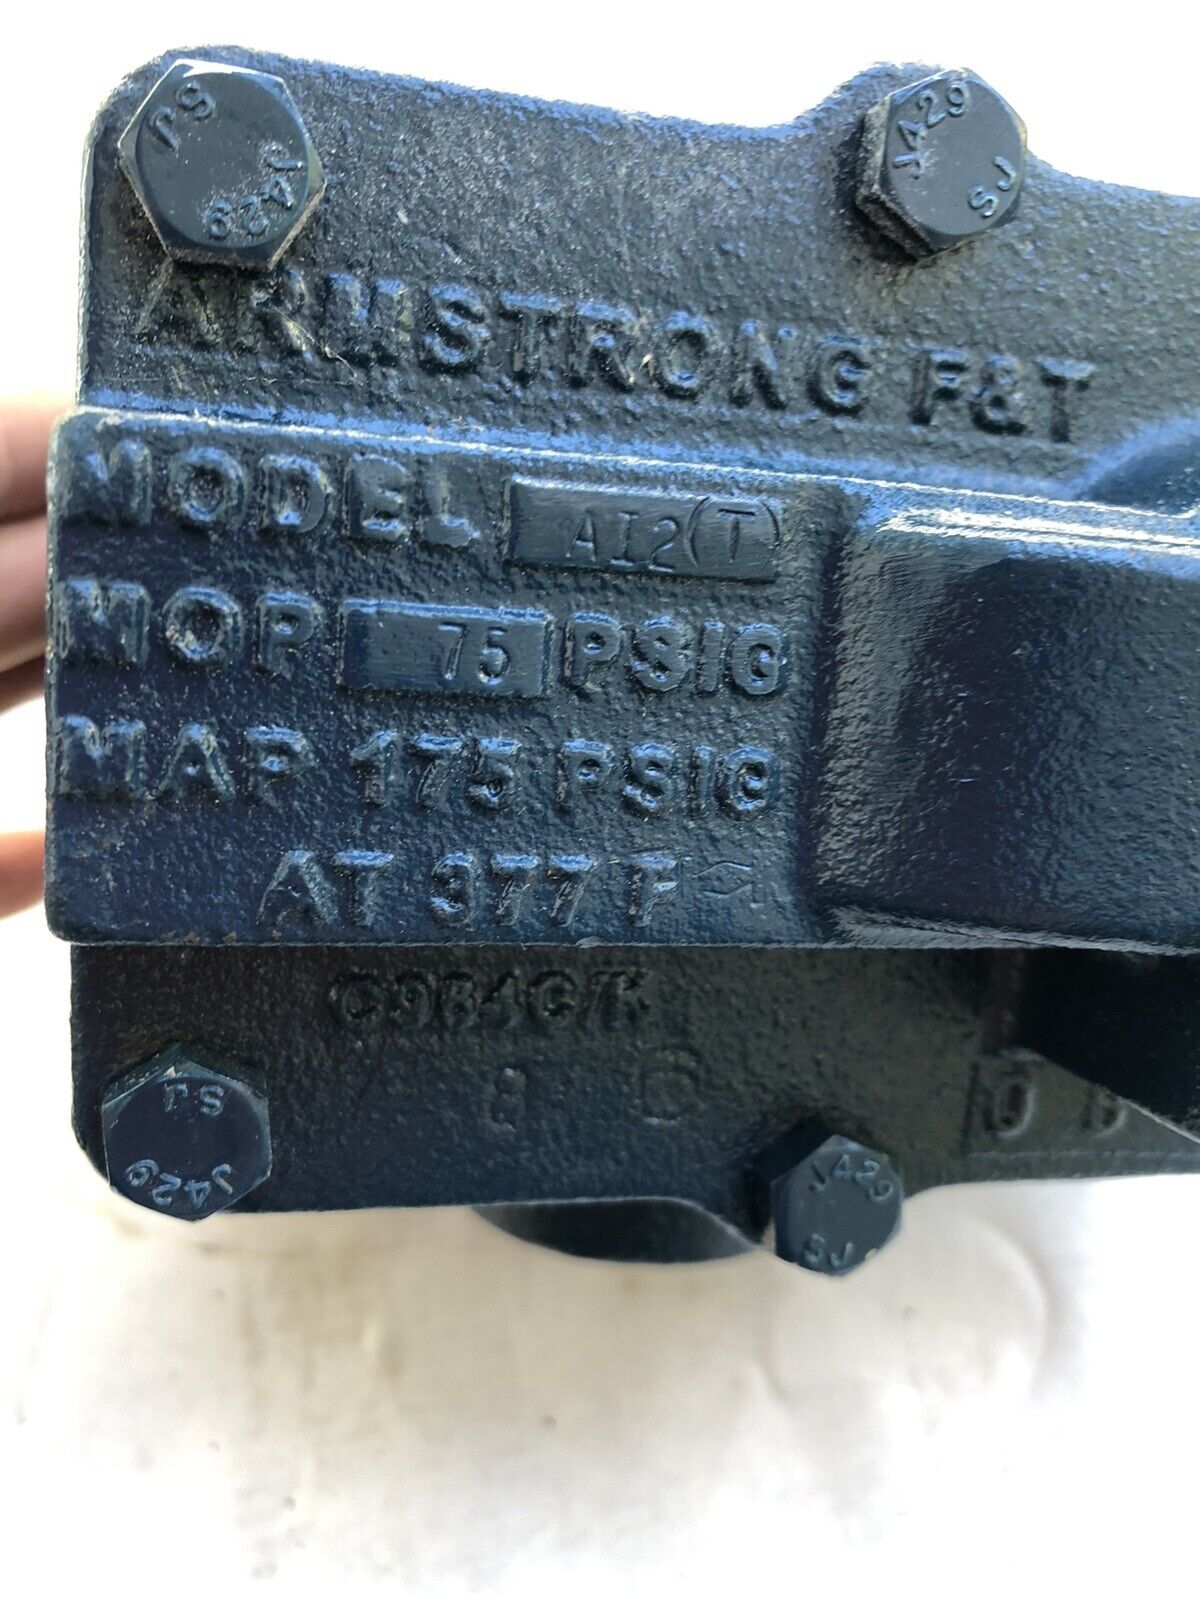 SJ
J429
J429
SJ
ARMSTRONG F&T
MODEL AI2(T)
MOP 75 PSIG
MAP 175 PSIG
AT 377 F
SJ
J429
J429
SJ